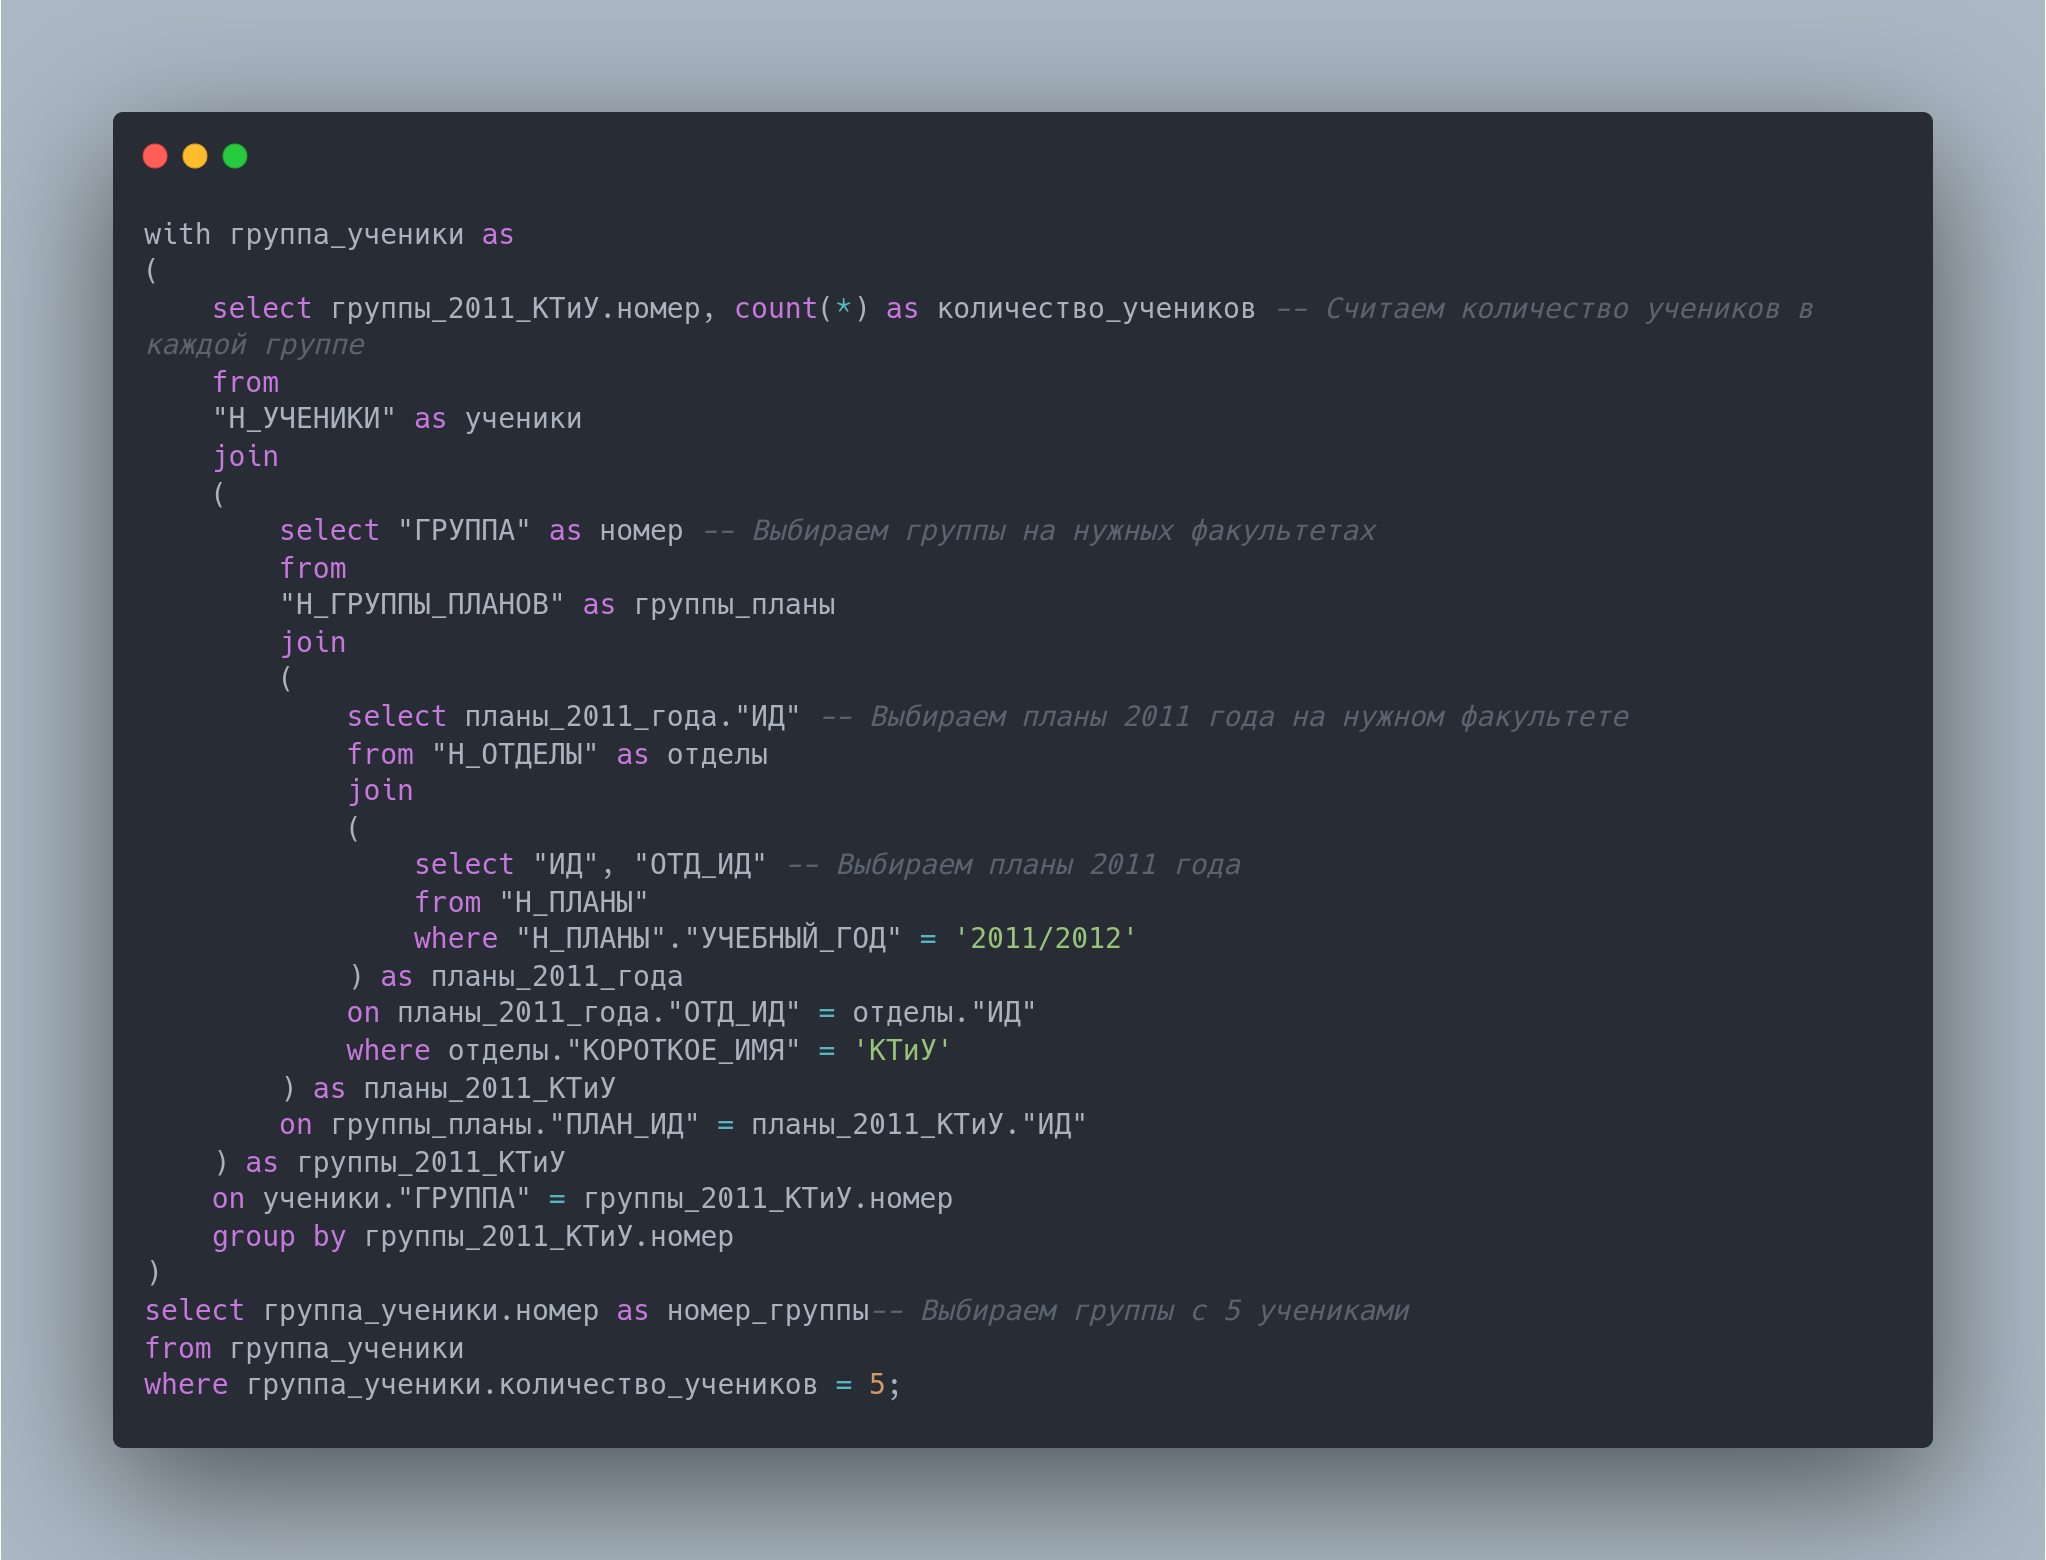 with группа_ученики as
(
    select группы_2011_КТиУ.номер, count(*) as количество_учеников -- Считаем количество учеников в
каждой группе
    from
    "Н_УЧЕНИКИ" as ученики
    join
    (
        select "ГРУППА" as номер -- Выбираем группы на нужных факультетах
        from
        "Н_ГРУППЫ_ПЛАНОВ" as группы_планы
        join
        (
            select планы_2011_года."ИД" -- Выбираем планы 2011 года на нужном факультете
            from "Н_ОТДЕЛЫ" as отделы
            join
            (
                select "ИД", "ОТД_ИД" -- Выбираем планы 2011 года
                from "Н_ПЛАНЫ"
                where "Н_ПЛАНЫ"."УЧЕБНЫЙ_ГОД" = '2011/2012'
            ) as планы_2011_года
            on планы_2011_года."ОТД_ИД" = отделы."ИД"
            where отделы."КОРОТКОЕ_ИМЯ" = 'КТиУ'
        ) as планы_2011_КТиУ
        on группы_планы."ПЛАН_ИД" = планы_2011_КТиУ."ИД"
    ) as группы_2011_КТиУ
    on ученики."ГРУППА" = группы_2011_КТиУ.номер
    group by группы_2011_КТиУ.номер
)
select группа_ученики.номер as номер_группы-- Выбираем группы с 5 учениками
from группа_ученики
where группа_ученики.количество_учеников = 5;